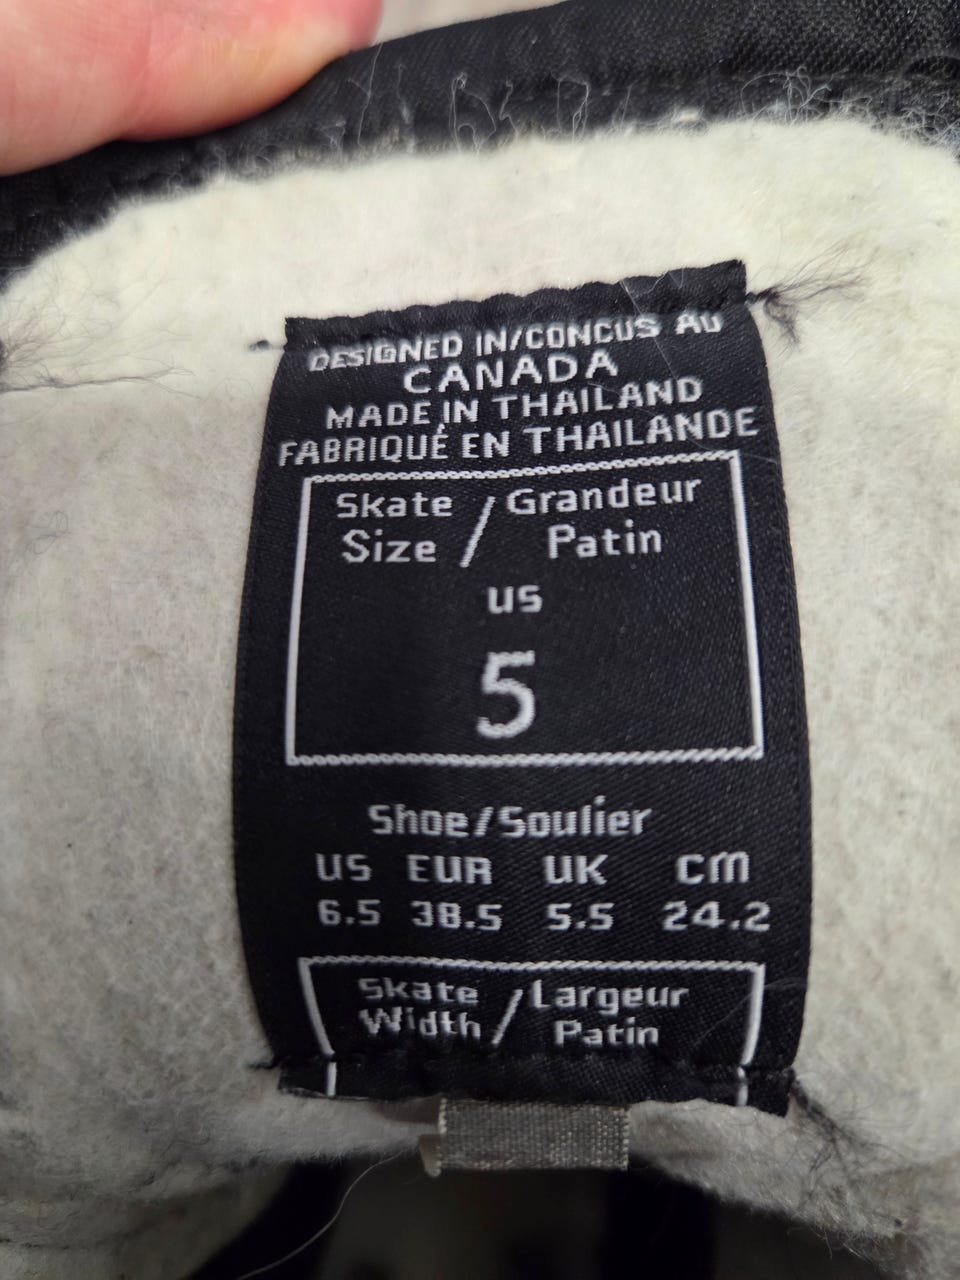 DESIGNED IN/CONCUS AU
CANADA
MADE IN THAILAND
FABRIQUÉ EN THAILANDE
Skate Size / Grandeur Patin
US
5
Shoe/Soulier
US EUR UK CM
6.5 38.5 5.5 24.2
Skate Width / Largeur Patin